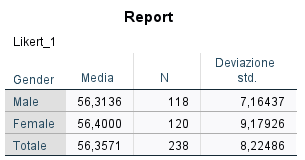 Report
Likert_1
Gender Media N Deviazione std.
Male 56,3136 118 7,16437
Female 56,4000 120 9,17926
Totale 56,3571 238 8,22486